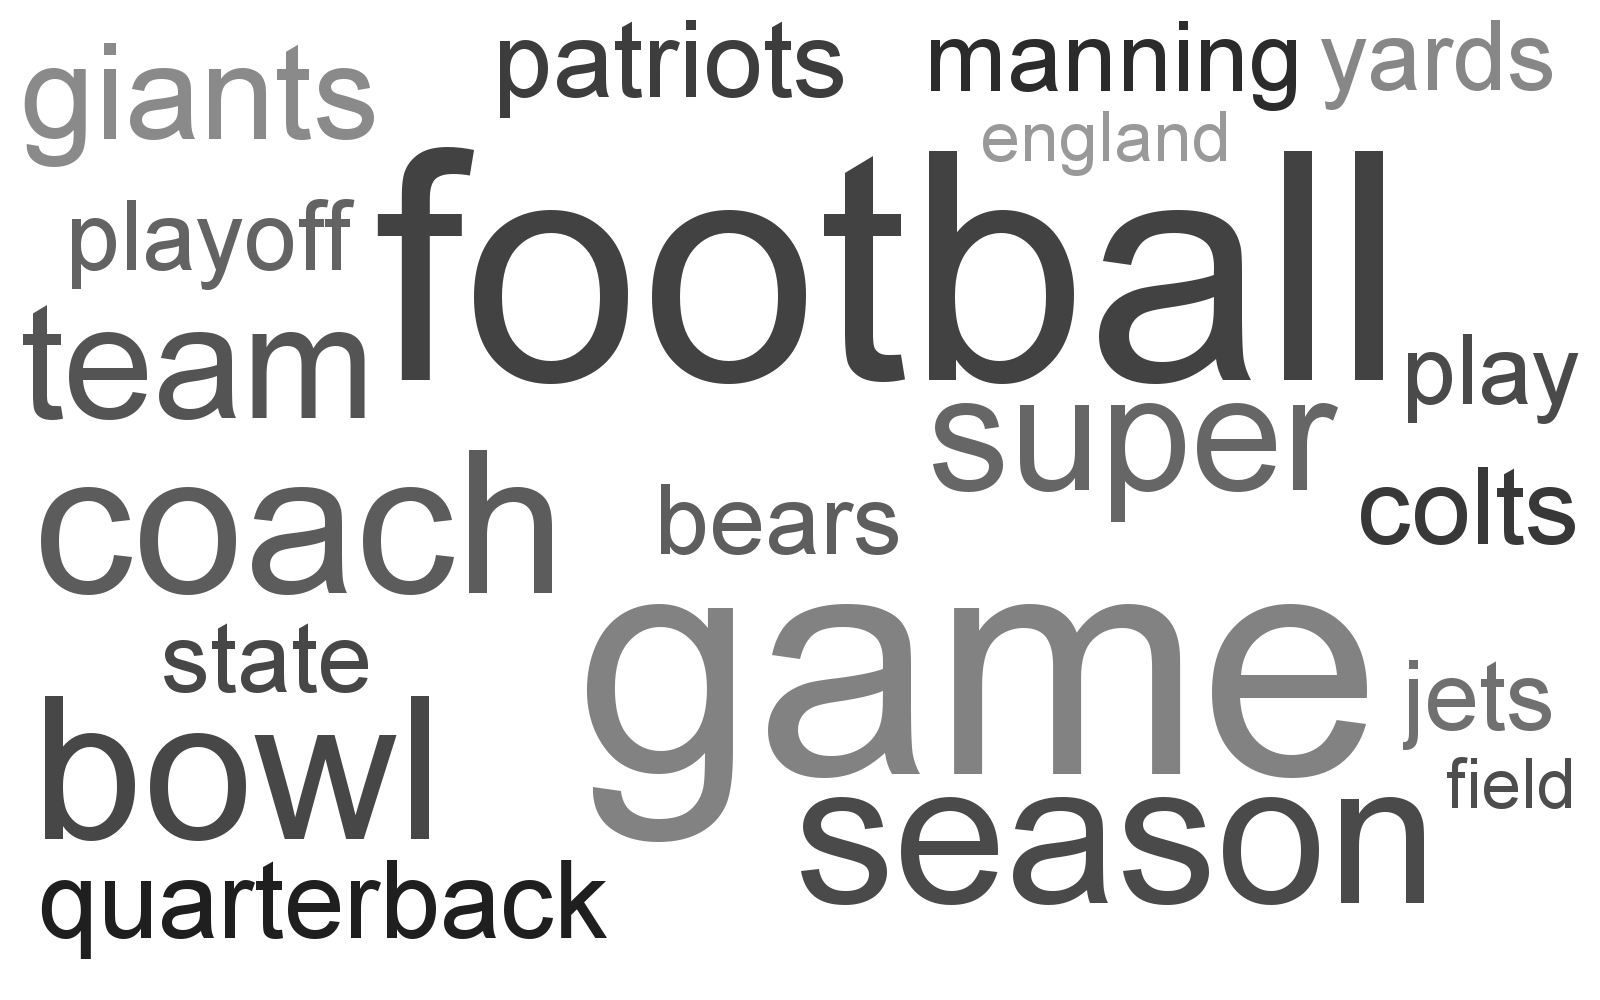 giants
patriots
manning
yards
england
football
playoff
team
play
super
coach
bears
colts
game
state
jets
bowl
field
season
quarterback